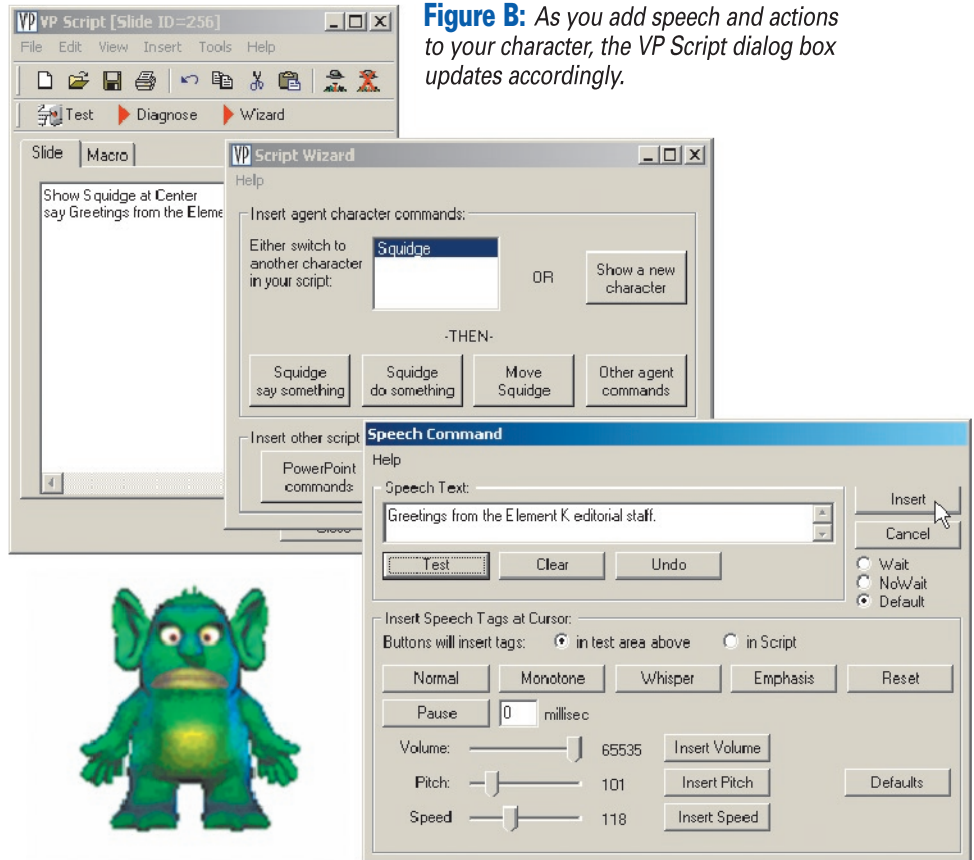 Figure B: As you add speech and actions
to your character, the VP Script dialog box
updates accordingly.
VP VP Script [Slide ID=256]
File Edit View Insert Tools Help
Test Diagnose Wizard
Slide Macro
Show Squidge at Center
say Greetings from the Eleme
VP Script Wizard
Help
Insert agent character commands:
Either switch to
another character
in your script:
Squidge
OR
Show a new
character
-THEN-
Squidge
say something
Squidge
do something
Move
Squidge
Other agent
commands
Insert other script
PowerPoint
commands
Speech Command
Help
Speech Text:
Greetings from the Element K editorial staff.
Insert
Cancel
Test Clear Undo
Wait
NoWait
Default
Insert Speech Tags at Cursor:
Buttons will insert tags: in test area above in Script
Normal Monotone Whisper Emphasis Reset
Pause 0 millisec
Volume: 65535 Insert Volume
Pitch: 101 Insert Pitch Defaults
Speed 118 Insert Speed